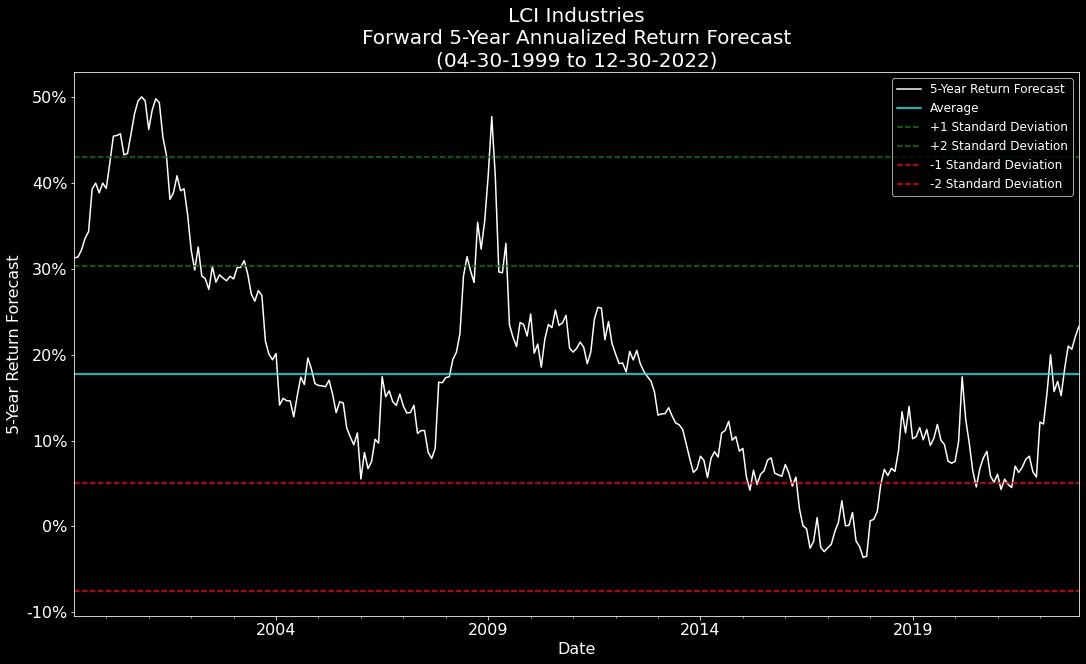 LCI Industries
Forward 5-Year Annualized Return Forecast
(04-30-1999 to 12-30-2022)
5-Year Return Forecast
Average
+1 Standard Deviation
+2 Standard Deviation
-1 Standard Deviation
-2 Standard Deviation
5-Year Return Forecast
50%
40%
30%
20%
10%
0%
-10%
2004
2009
2014
2019
Date